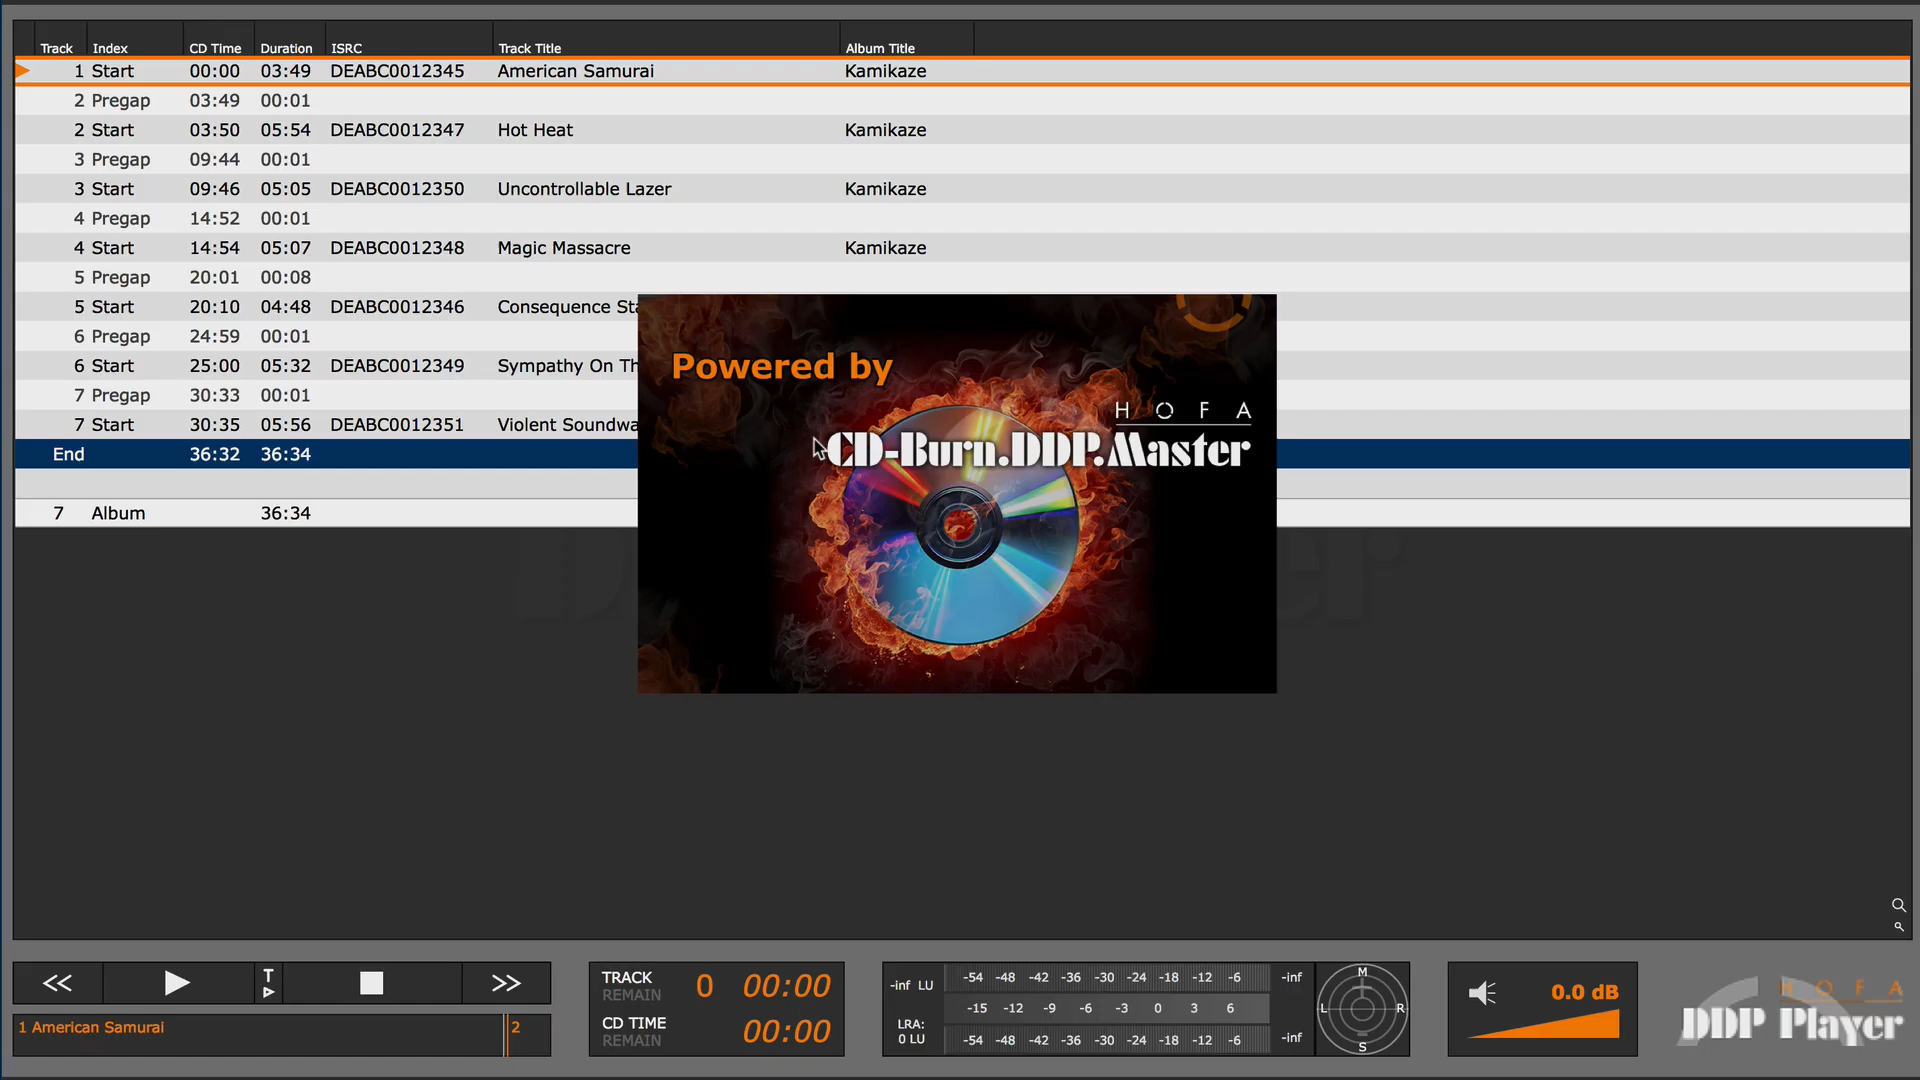 Track Index CD Time Duration ISRC Track Title Album Title
1 Start 00:00 03:49 DEABC0012345 American Samurai Kamikaze
2 Pregap 03:49 00:01
2 Start 03:50 05:54 DEABC0012347 Hot Heat Kamikaze
3 Pregap 09:44 00:01
3 Start 09:46 05:05 DEABC0012350 Uncontrollable Lazer Kamikaze
4 Pregap 14:52 00:01
4 Start 14:54 05:07 DEABC0012348 Magic Massacre Kamikaze
5 Pregap 20:01 00:08
5 Start 20:10 04:48 DEABC0012346 Consequence
6 Pregap 24:59 00:01
6 Start 25:00 05:32 DEABC0012349 Sympathy On
7 Pregap 30:33 00:01
7 Start 30:35 05:56 DEABC0012351 Violent
End 36:32 36:34
7 Album 36:34
Powered by
HOFA
CD-Burn.DDP.Master
<< T >>
1 American Samurai 2
TRACK 0 00:00
REMAIN
CD TIME 00:00
REMAIN
-inf LU -54 -48 -42 -36 -30 -24 -18 -12 -6 -inf
-15 -12 -9 -6 -3 0 3 6
LRA:
0 LU -54 -48 -42 -36 -30 -24 -18 -12 -6 -inf
M
L R
S
0.0 dB
HOFA
DDP Player